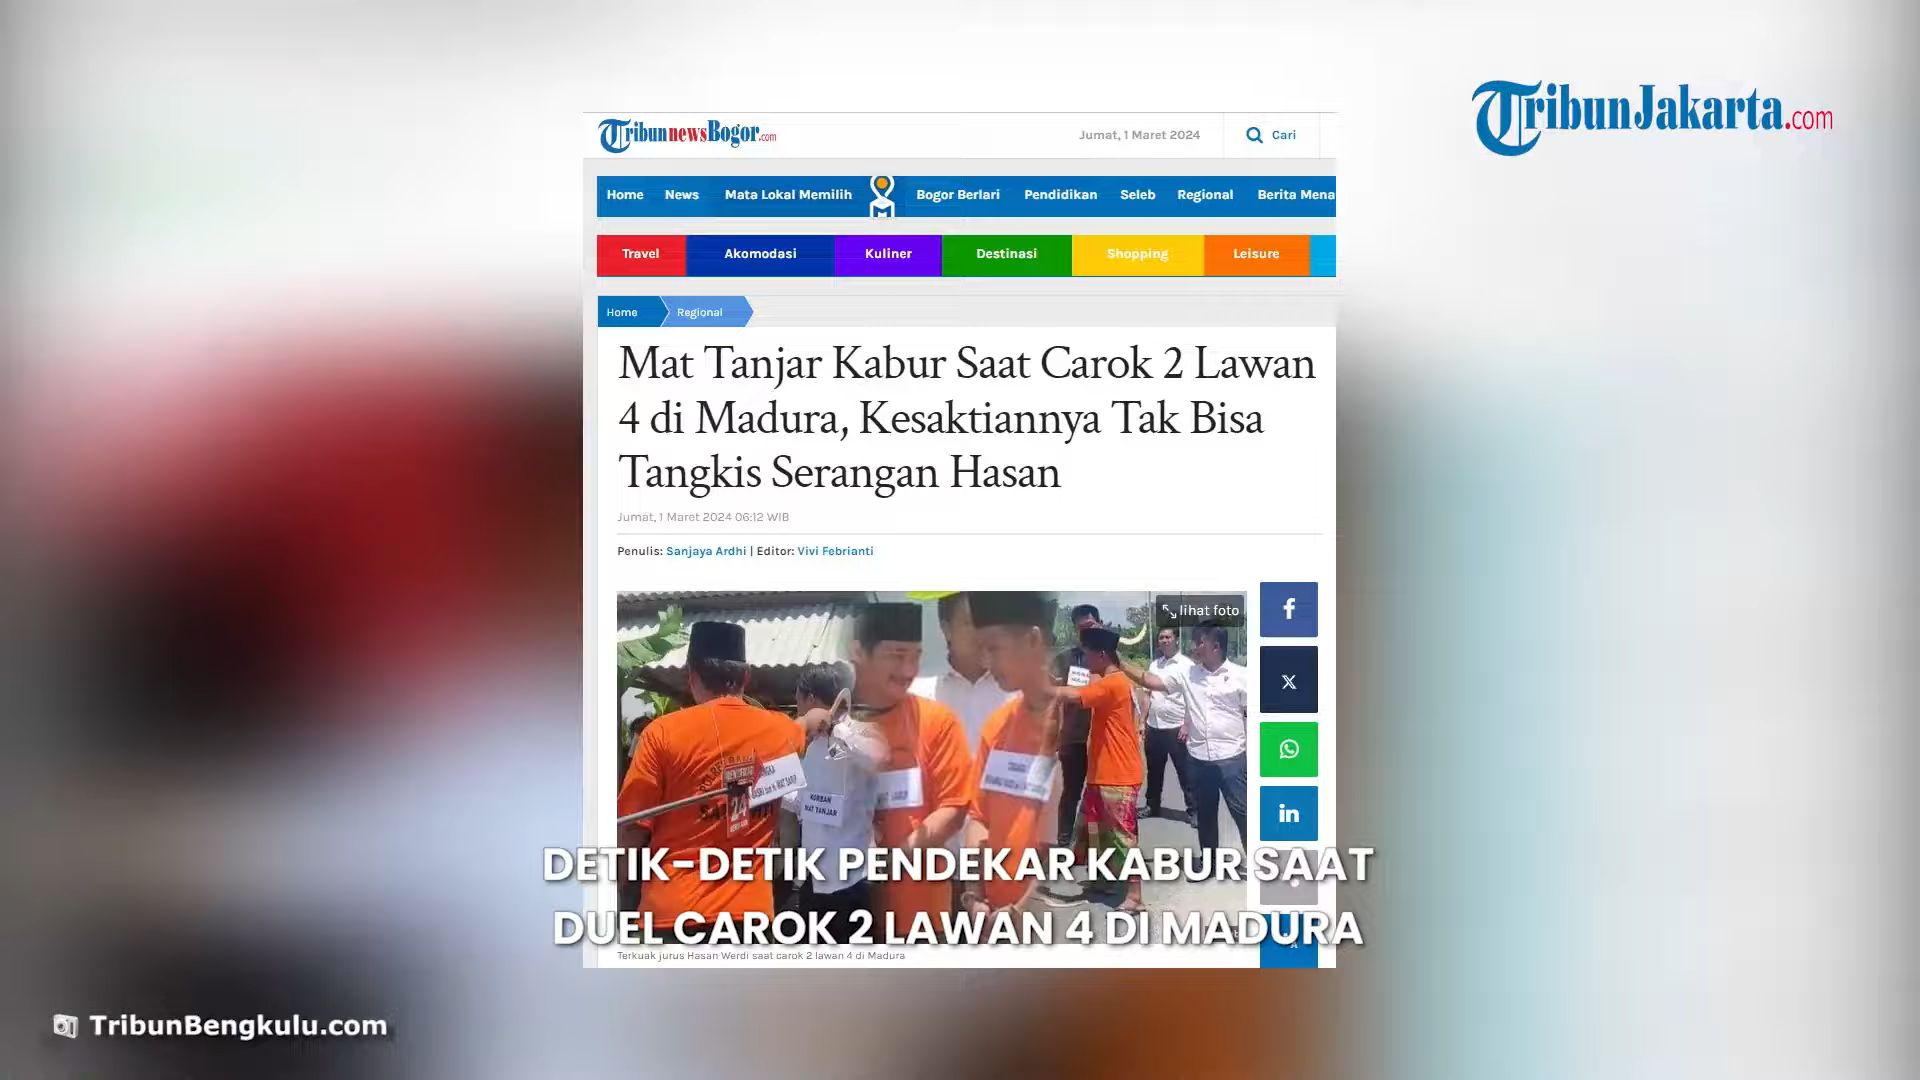 TribunJakarta.com
TribunnewsBogor.com
Jumat, 1 Maret 2024
Cari
Home News Mata Lokal Memilih Bogor Berlari Pendidikan Seleb Regional Berita Mena
Travel Akomodasi Kuliner Destinasi Shopping Leisure
Home Regional
Mat Tanjar Kabur Saat Carok 2 Lawan
4 di Madura, Kesaktiannya Tak Bisa
Tangkis Serangan Hasan
Jumat, 1 Maret 2024 06:12 WIB
Penulis: Sanjaya Ardhi | Editor: Vivi Febrianti
lihat foto
KORBAN
MAT TANJAR
DETIK-DETIK PENDEKAR KABUR SAAT
DUEL CAROK 2 LAWAN 4 DI MADURA
Terkuak jurus Hasan Werdi saat carok 2 lawan 4 di Madura
TribunBengkulu.com